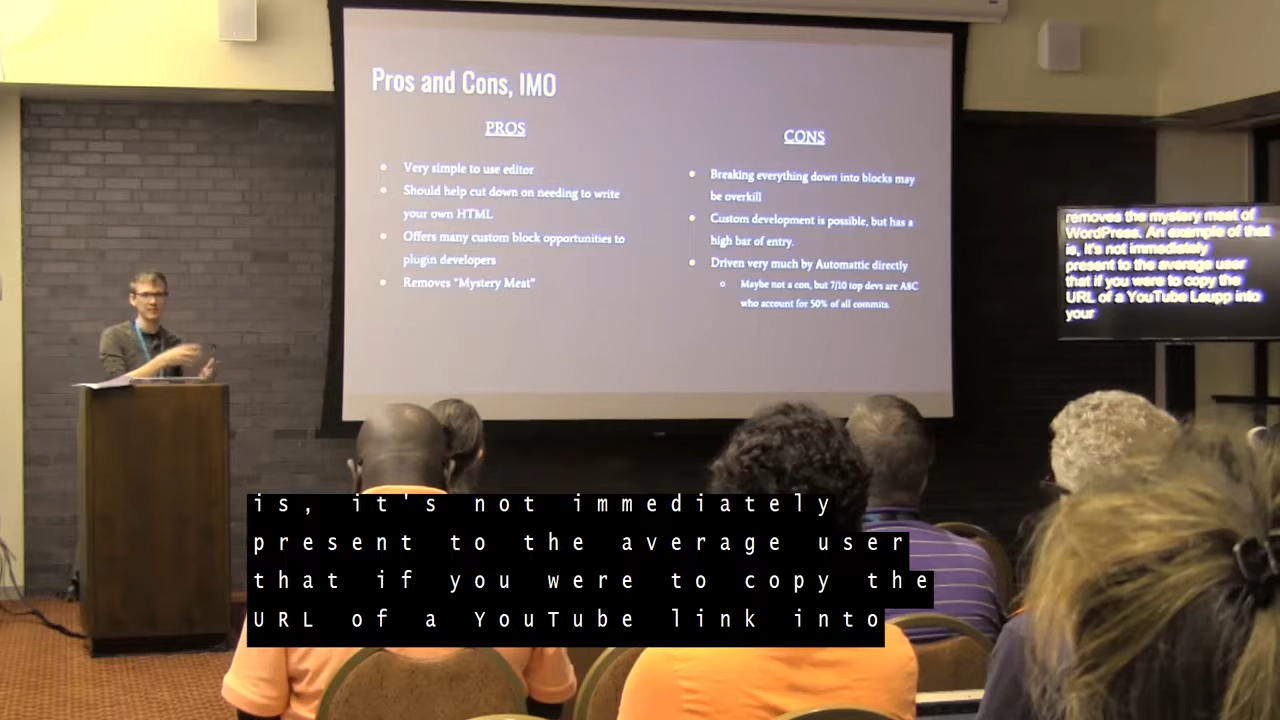 Pros and Cons, IMO
PROS
Very simple to use editor
Should help cut down on needing to write
your own HTML
Offers many custom block opportunities to
plugin developers
Removes "Mystery Meat"
CONS
Breaking everything down into blocks may
be overkill
Custom development is possible, but has a
high bar of entry.
Driven very much by Automattic directly
Maybe not a con, but 7/10 top devs are A8C
who account for 50% of all commits.
removes the mystery meat of
WordPress. An example of that
is, it's not immediately
present to the average user
that if you were to copy the
URL of a YouTube Leupp into
your
is, it's not immediately
present to the average user
that if you were to copy the
URL of a YouTube link into